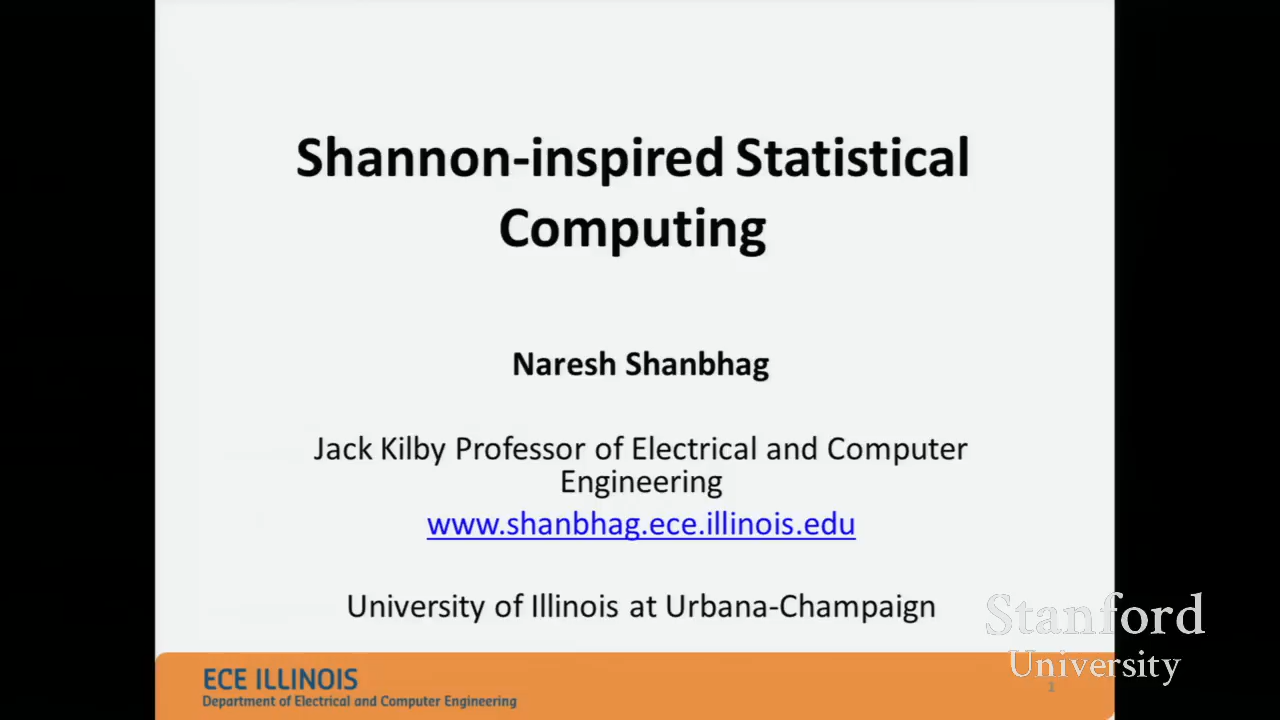 Shannon-inspired Statistical
Computing
Naresh Shanbhag
Jack Kilby Professor of Electrical and Computer
Engineering
www.shanbhag.ece.illinois.edu
University of Illinois at Urbana-Champaign
Stanford
University
ECE ILLINOIS
Department of Electrical and Computer Engineering
1